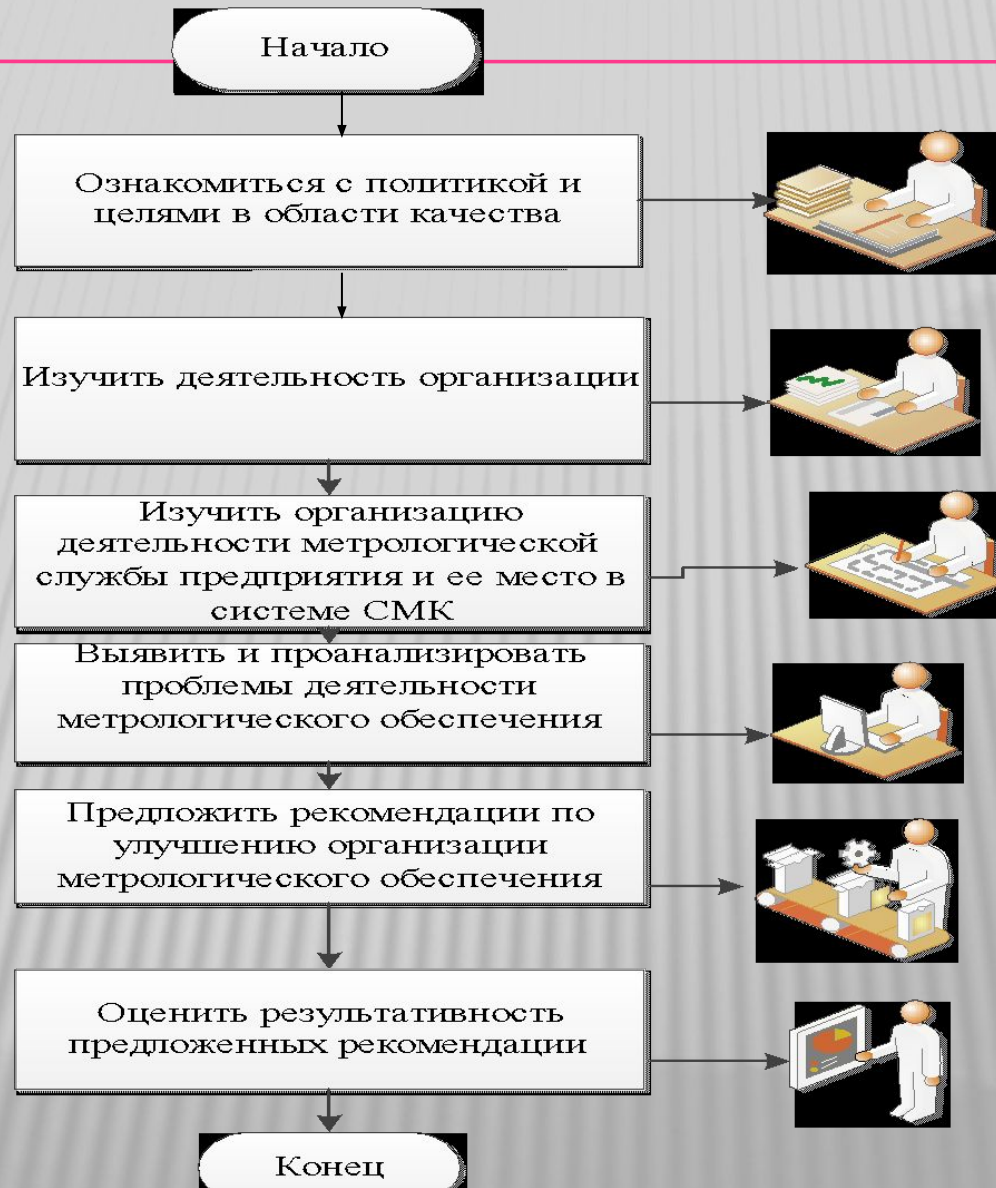 Начало
Ознакомиться с политикой и
целями в области качества
Изучить деятельность организации
Изучить организацию
деятельности метрологической
службы предприятия и ее место в
системе СМК
Выявить и проанализировать
проблемы деятельности
метрологического обеспечения
Предложить рекомендации по
улучшению организации
метрологического обеспечения
Оценить результативность
предложенных рекомендации
Конец